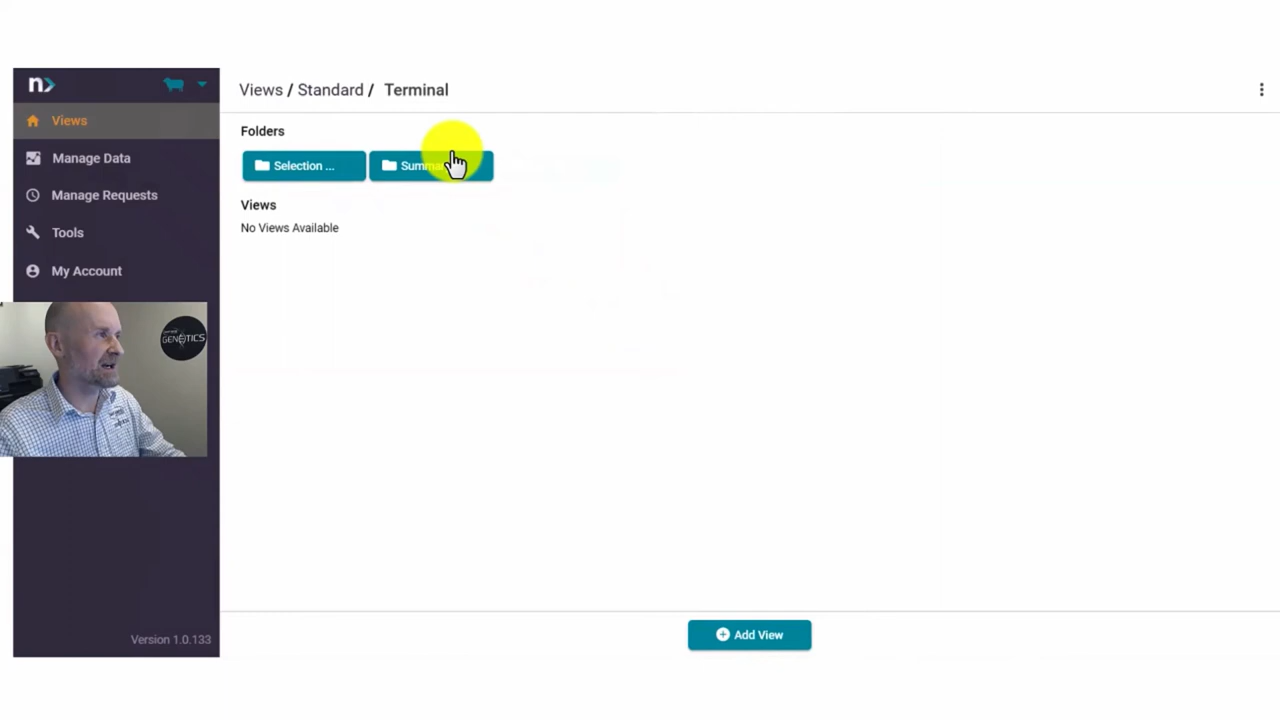 n>
Views / Standard / Terminal
Views
Manage Data
Manage Requests
Tools
My Account
Folders
Selection ...
Views
No Views Available
GENETICS
Version 1.0.133
Add View